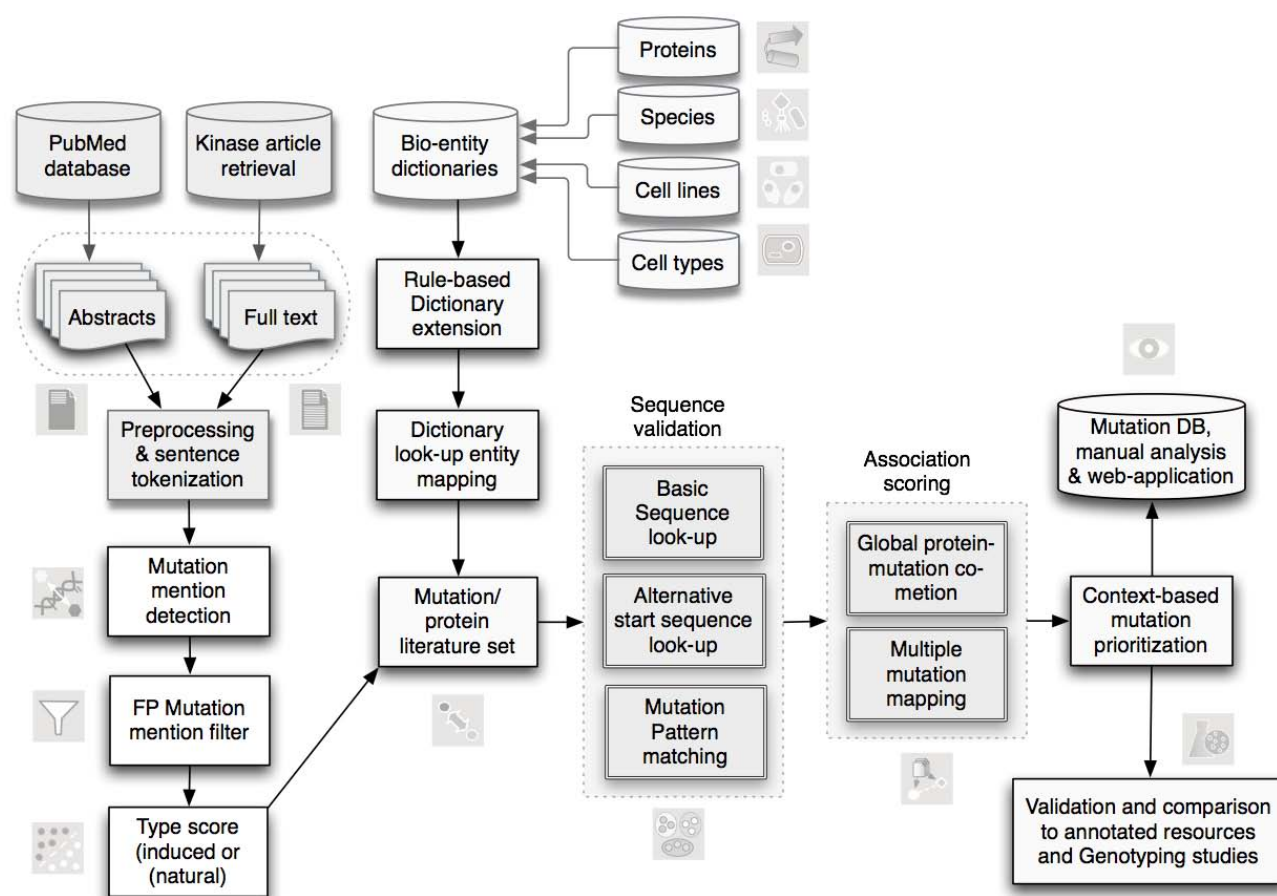 Proteins
Species
Cell lines
Cell types
PubMed
database
Kinase article
retrieval
Bio-entity
dictionaries
Abstracts
Full text
Rule-based
Dictionary
extension
Preprocessing
& sentence
tokenization
Dictionary
look-up entity
mapping
Mutation
mention
detection
Mutation/
protein
literature set
FP Mutation
mention filter
Type score
(induced or
(natural)
Sequence
validation
Basic
Sequence
look-up
Alternative
start sequence
look-up
Mutation
Pattern
matching
Association
scoring
Global protein-
mutation co-
metion
Multiple
mutation
mapping
Mutation DB,
manual analysis
& web-application
Context-based
mutation
prioritization
Validation and comparison
to annotated resources
and Genotyping studies